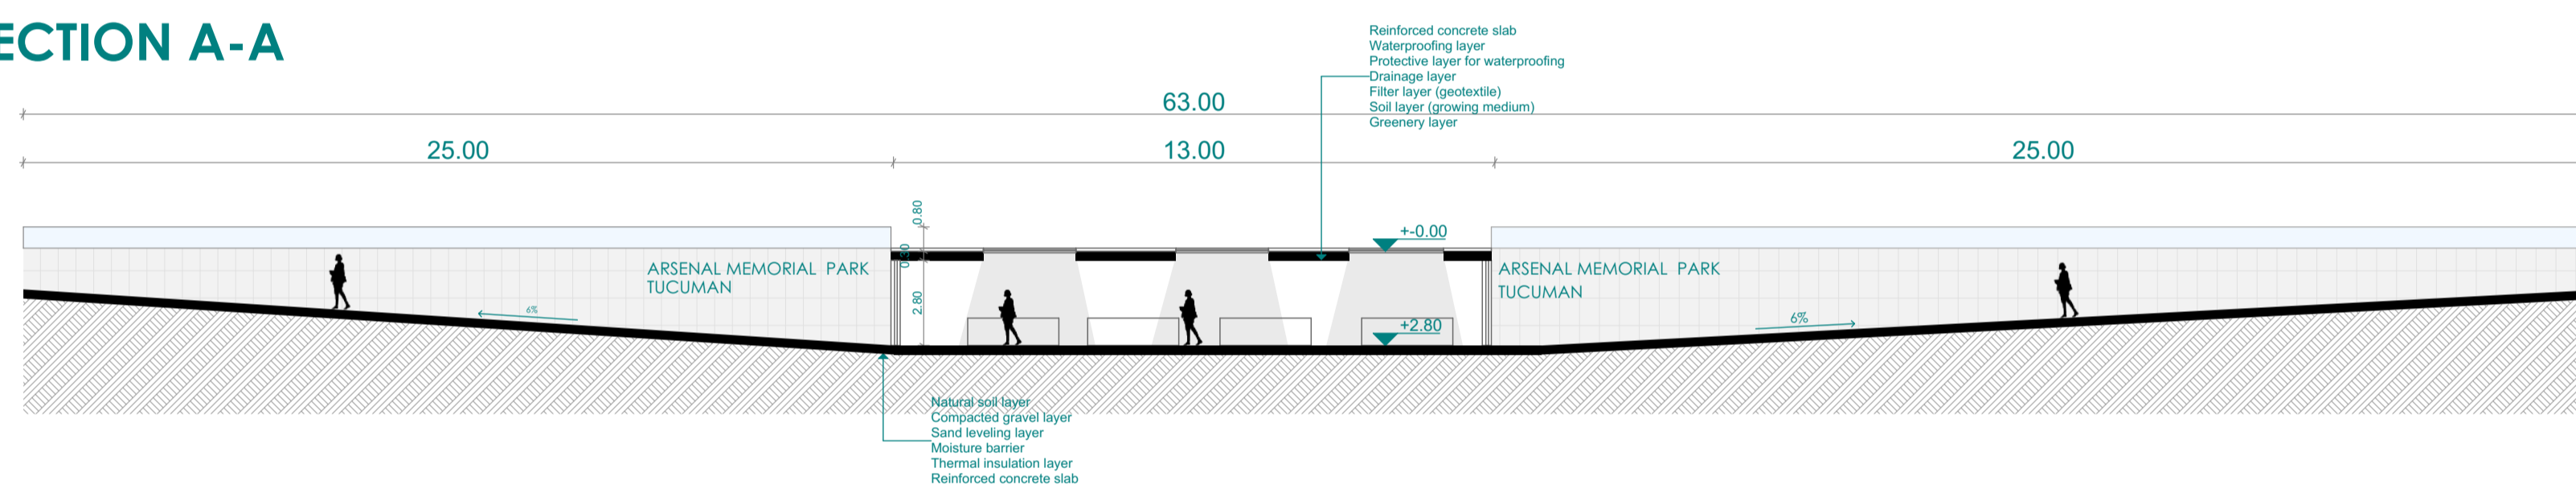 ECTION A-A
Reinforced concrete slab
Waterproofing layer
Protective layer for waterproofing
Drainage layer
Filter layer (geotextile)
Soil layer (growing medium)
Greenery layer
63.00
25.00
13.00
25.00
0.80
+-0.00
0.30
ARSENAL MEMORIAL PARK
TUCUMAN
ARSENAL MEMORIAL PARK
TUCUMAN
2.80
6%
+2.80
6%
Natural soil layer
Compacted gravel layer
Sand leveling layer
Moisture barrier
Thermal insulation layer
Reinforced concrete slab